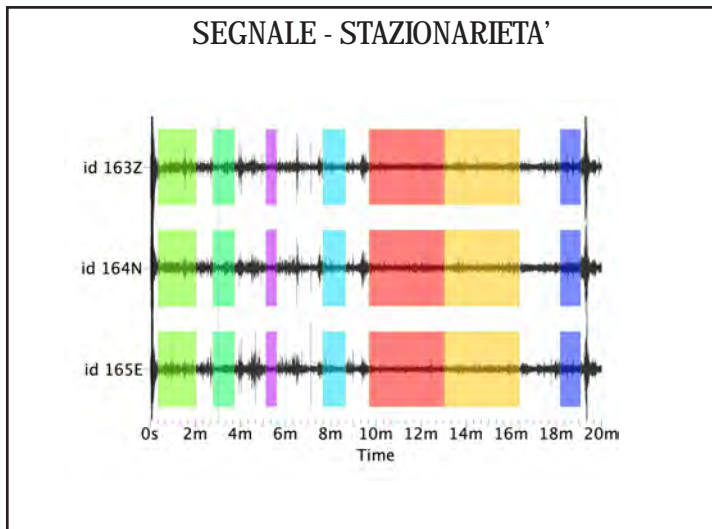 SEGNALE - STAZIONARIETA'
id 163Z
id 164N
id 165E
0s 2m 4m 6m 8m 10m 12m 14m 16m 18m 20m
Time